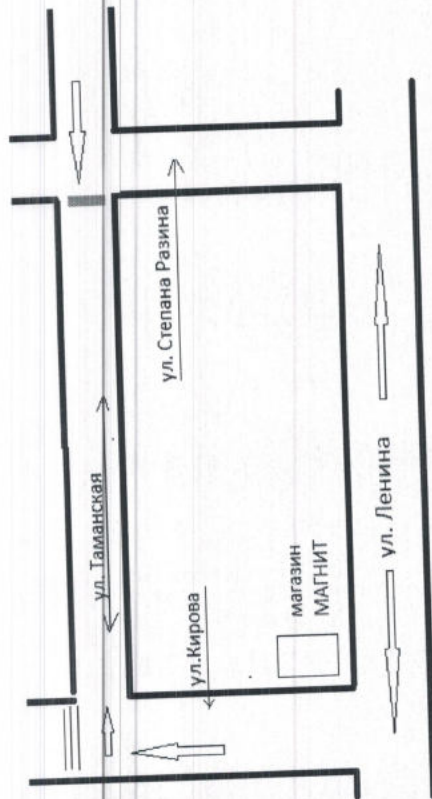 ул. Таманская
ул. Степана Разина
ул.Кирова
магазин
МАГНИТ
ул. Ленина